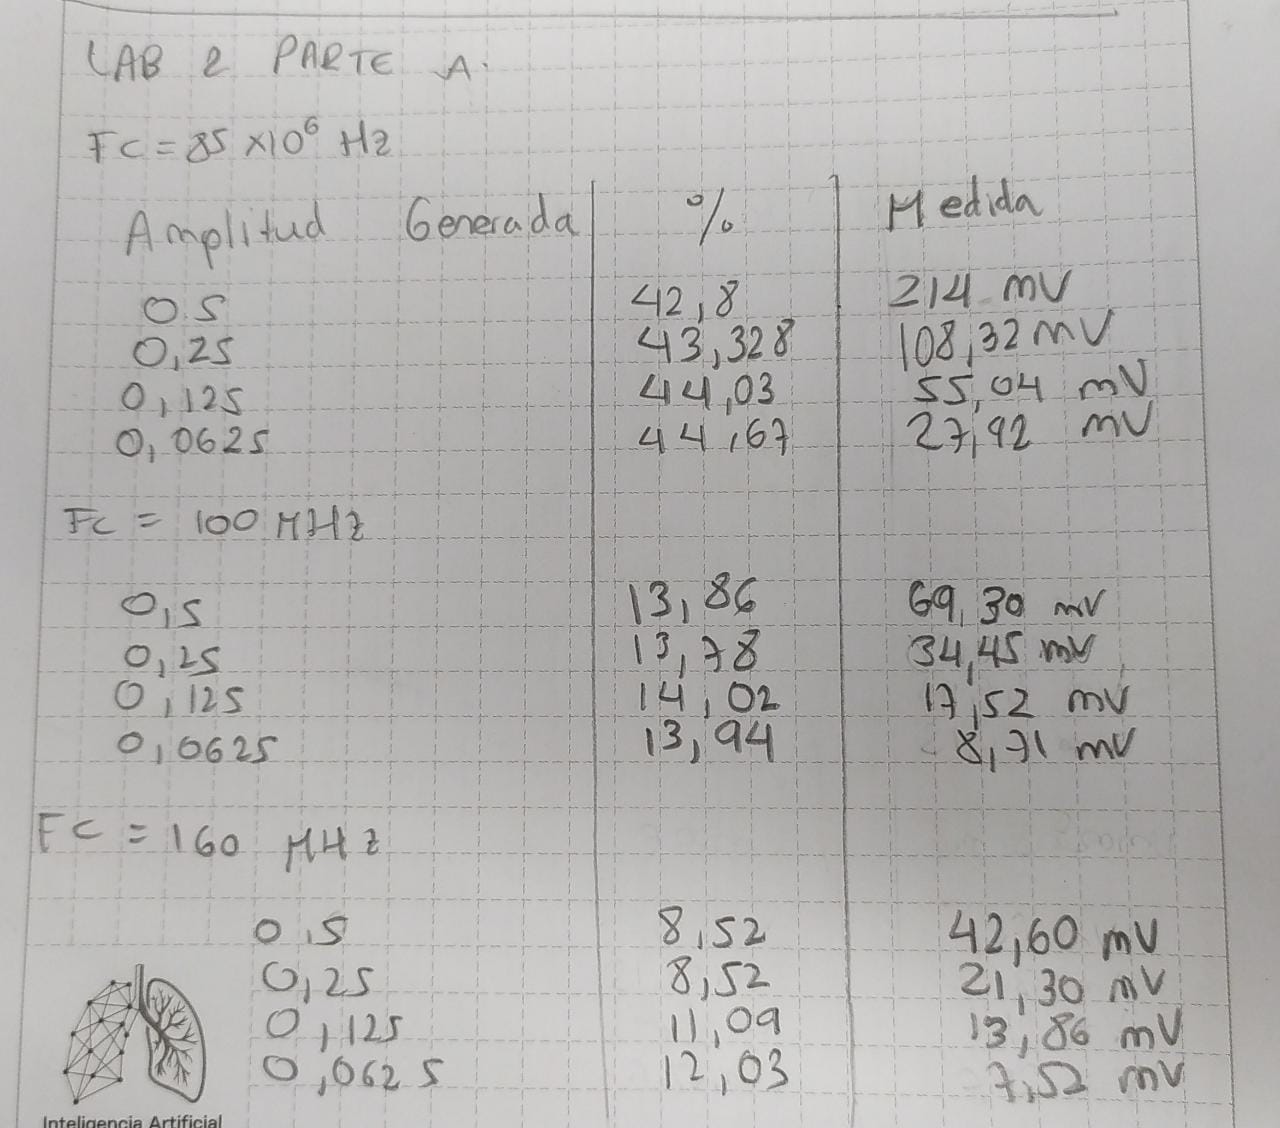 LAB 2 PARTE A.
FC = 85 x10⁶ Hz
Amplitud Generada % Medida
0.5 42,8 214 mV
0,25 43,328 108,32 mV
0,125 44,03 55,04 mV
0,0625 44,67 27,92 mV
FC = 100 MHz
0,5 13,86 69,30 mV
0,25 13,78 34,45 mV
0,125 14,02 17,52 mV
0,0625 13,94 8,71 mV
FC = 160 MHz
0,5 8,52 42,60 mV
0,25 8,52 21,30 mV
0,125 11,09 13,86 mV
0,0625 12,03 7,52 mV
Inteligencia Artificial